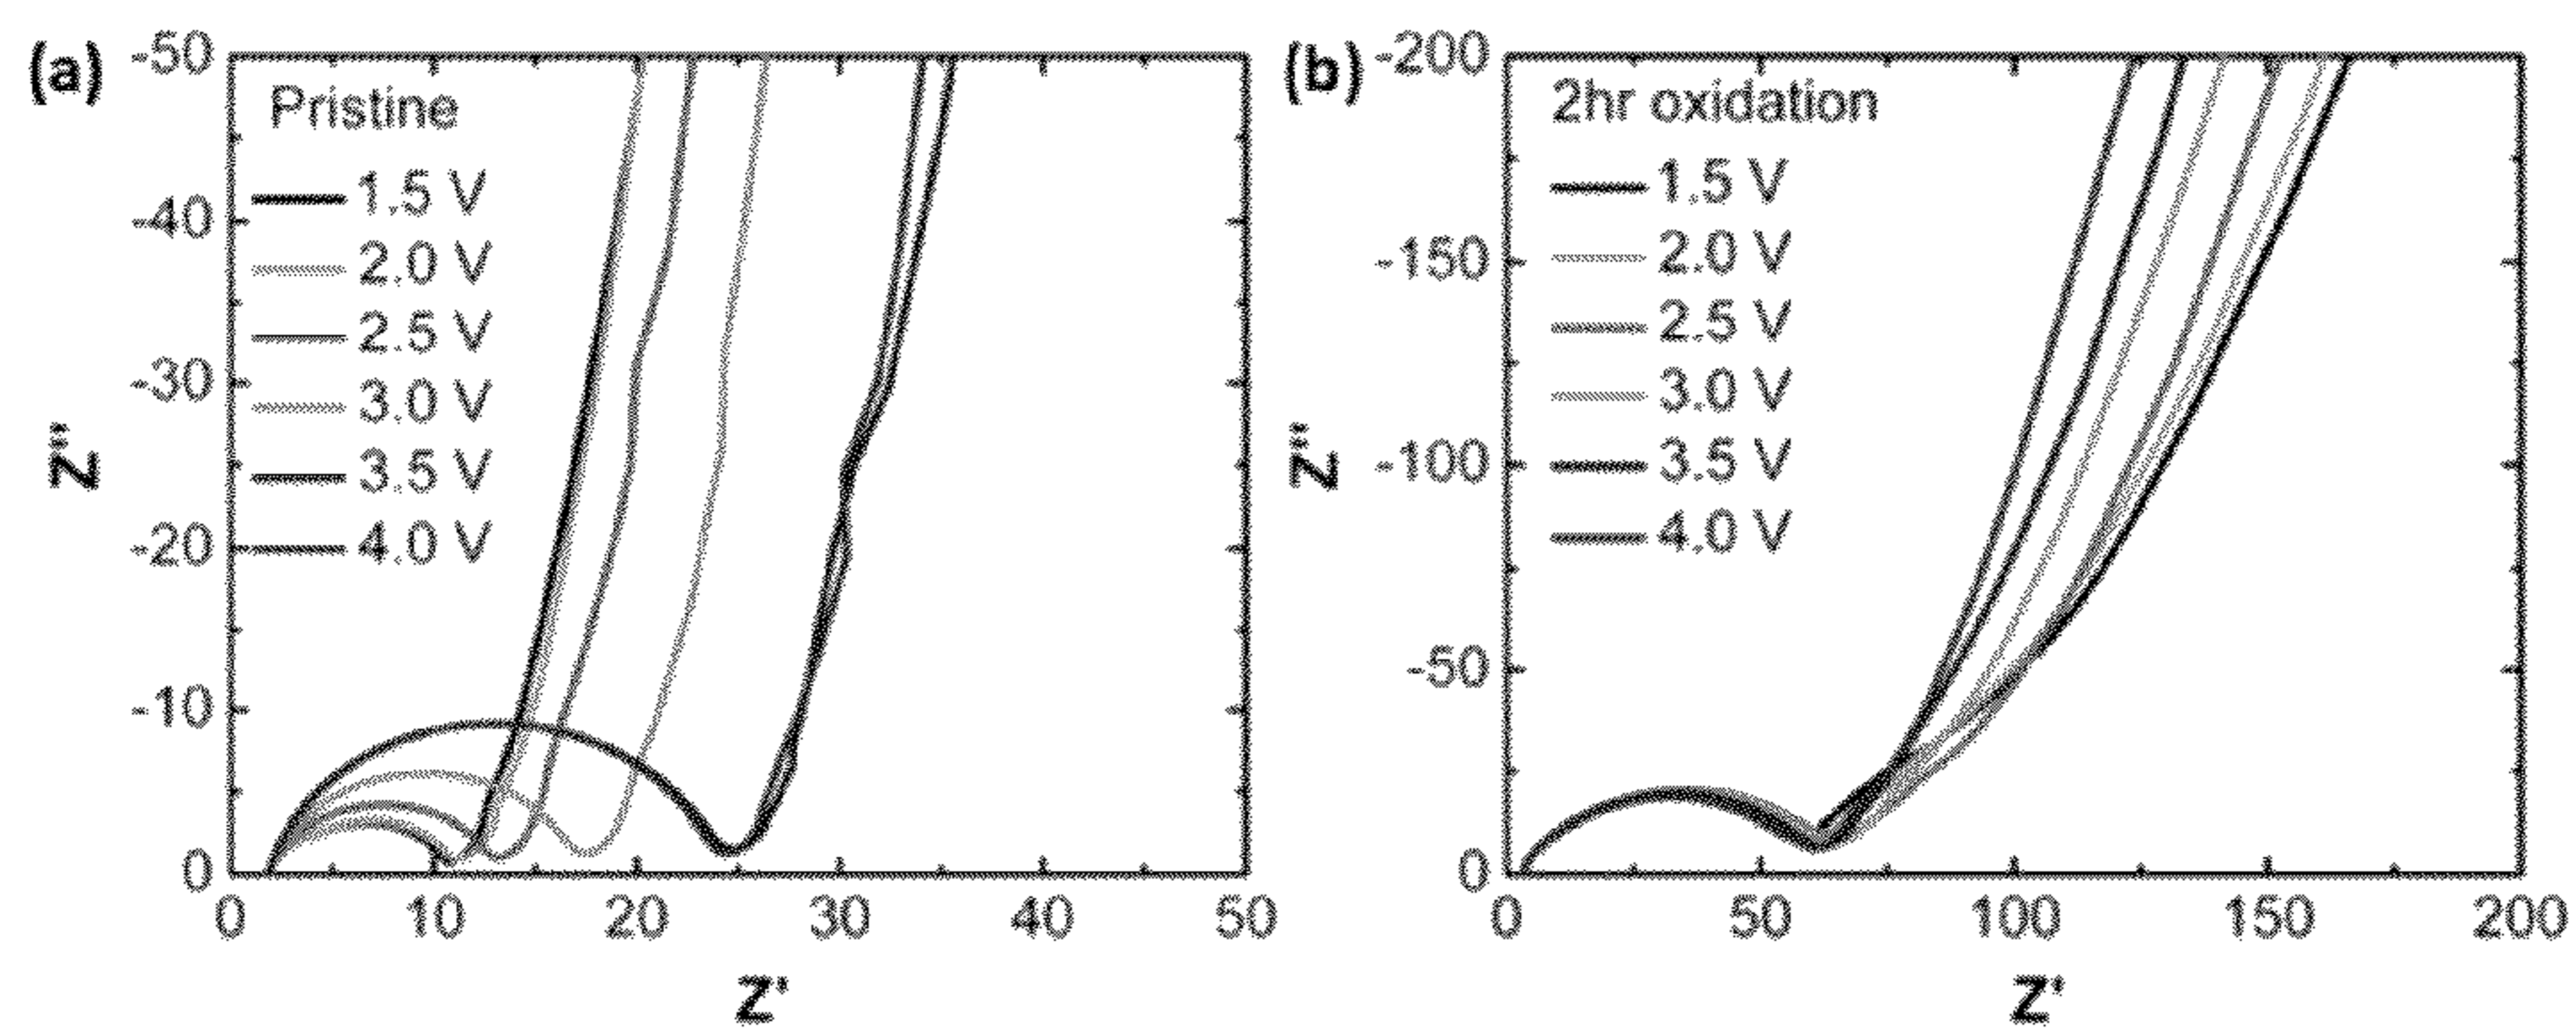 (a)
Pristine
1.5 V
2.0 V
2.5 V
3.0 V
3.5 V
4.0 V
-50
-40
-30
-20
-10
0
Z"
0 10 20 30 40 50
Z'
(b)
2hr oxidation
1.5 V
2.0 V
2.5 V
3.0 V
3.5 V
4.0 V
-200
-150
-100
-50
0
Z"
0 50 100 150 200
Z'